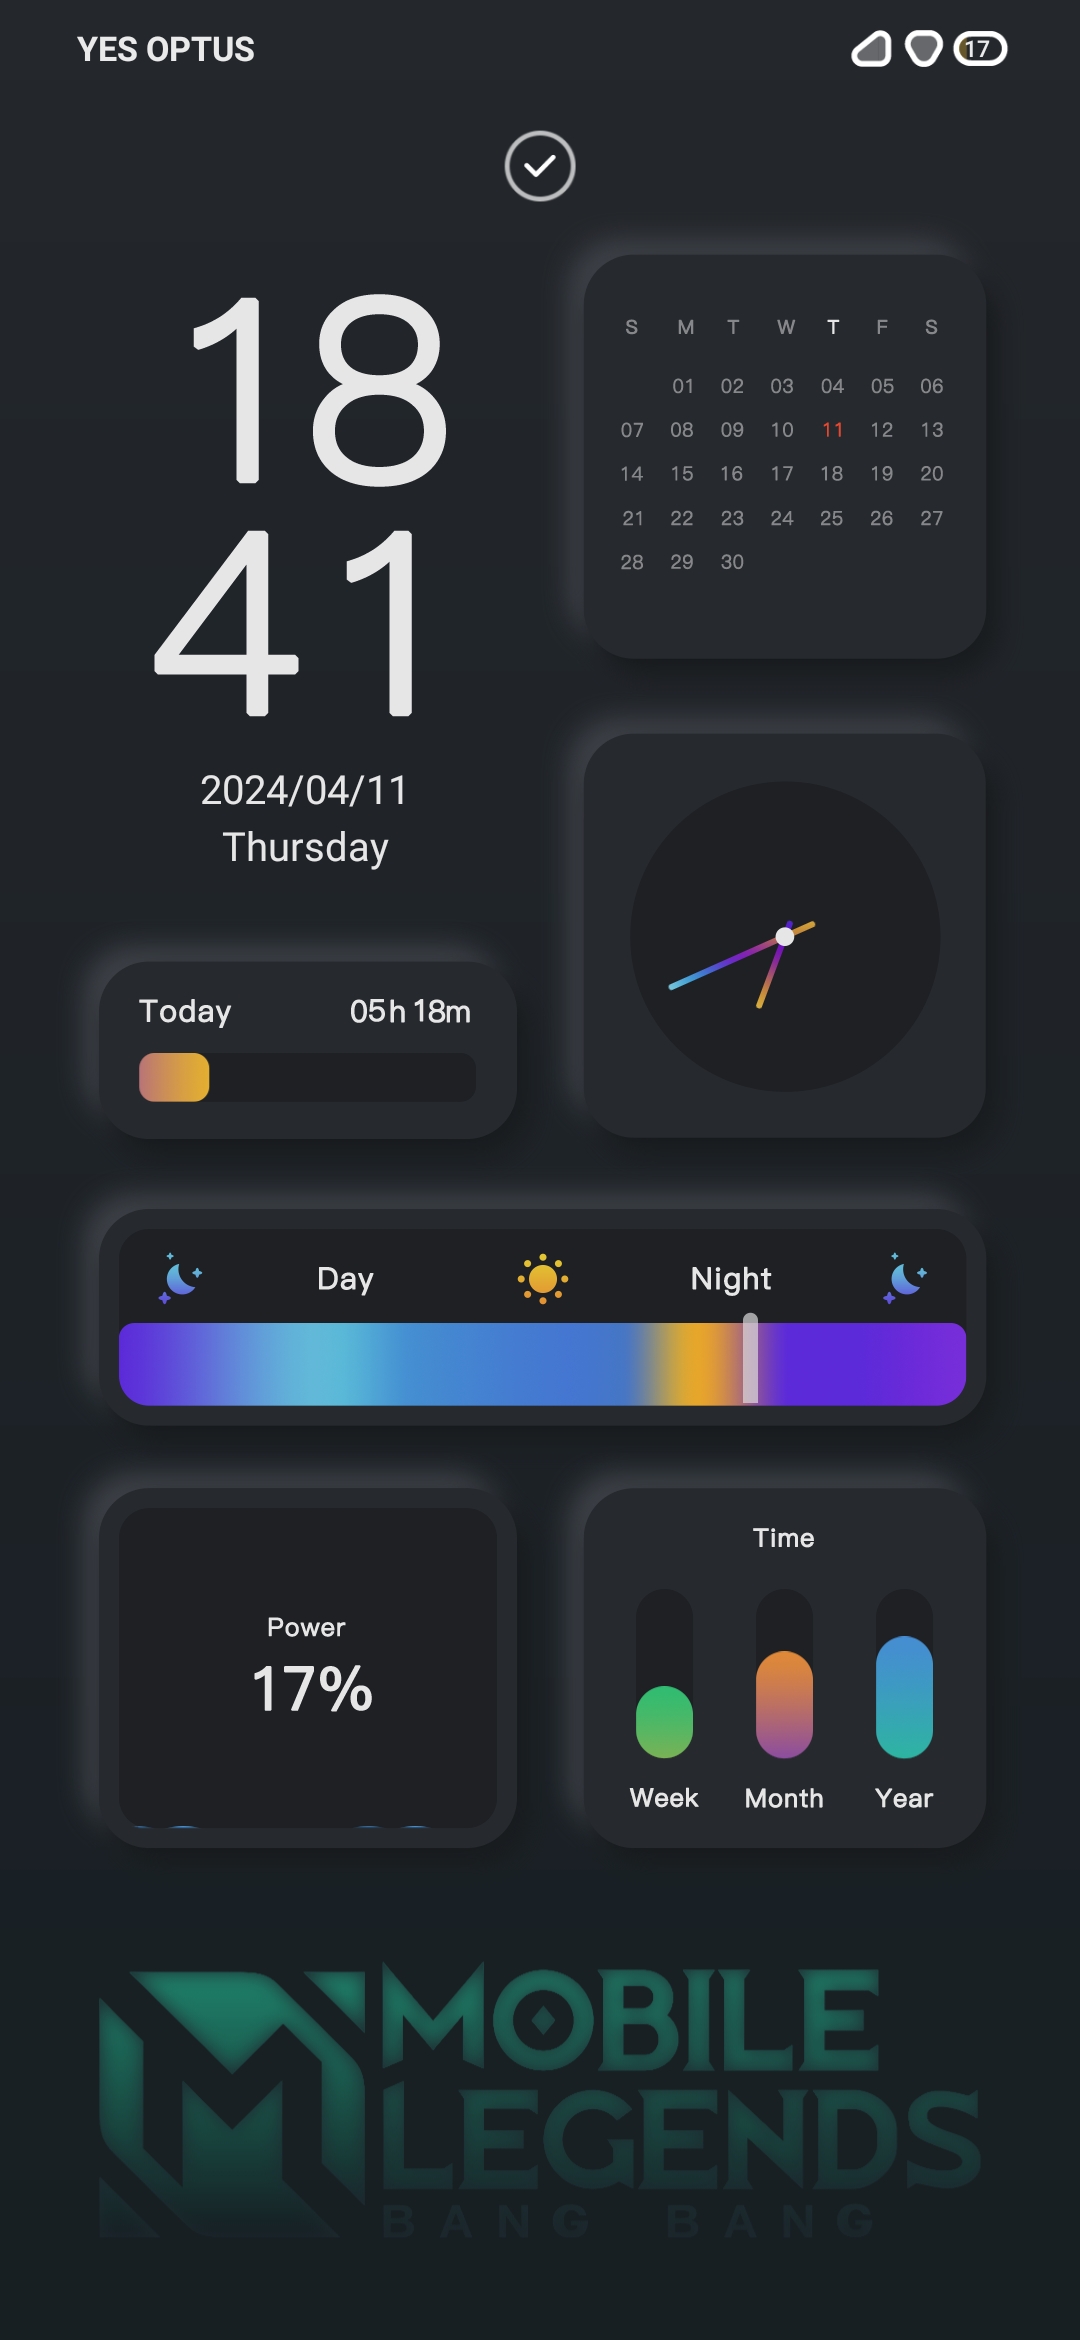 YES OPTUS
17
18
41
2024/04/11
Thursday
S M T W T F S
01 02 03 04 05 06
07 08 09 10 11 12 13
14 15 16 17 18 19 20
21 22 23 24 25 26 27
28 29 30
Today 05h 18m
Day Night
Power
17%
Time
Week Month Year
MOBILE
LEGENDS
BANG BANG